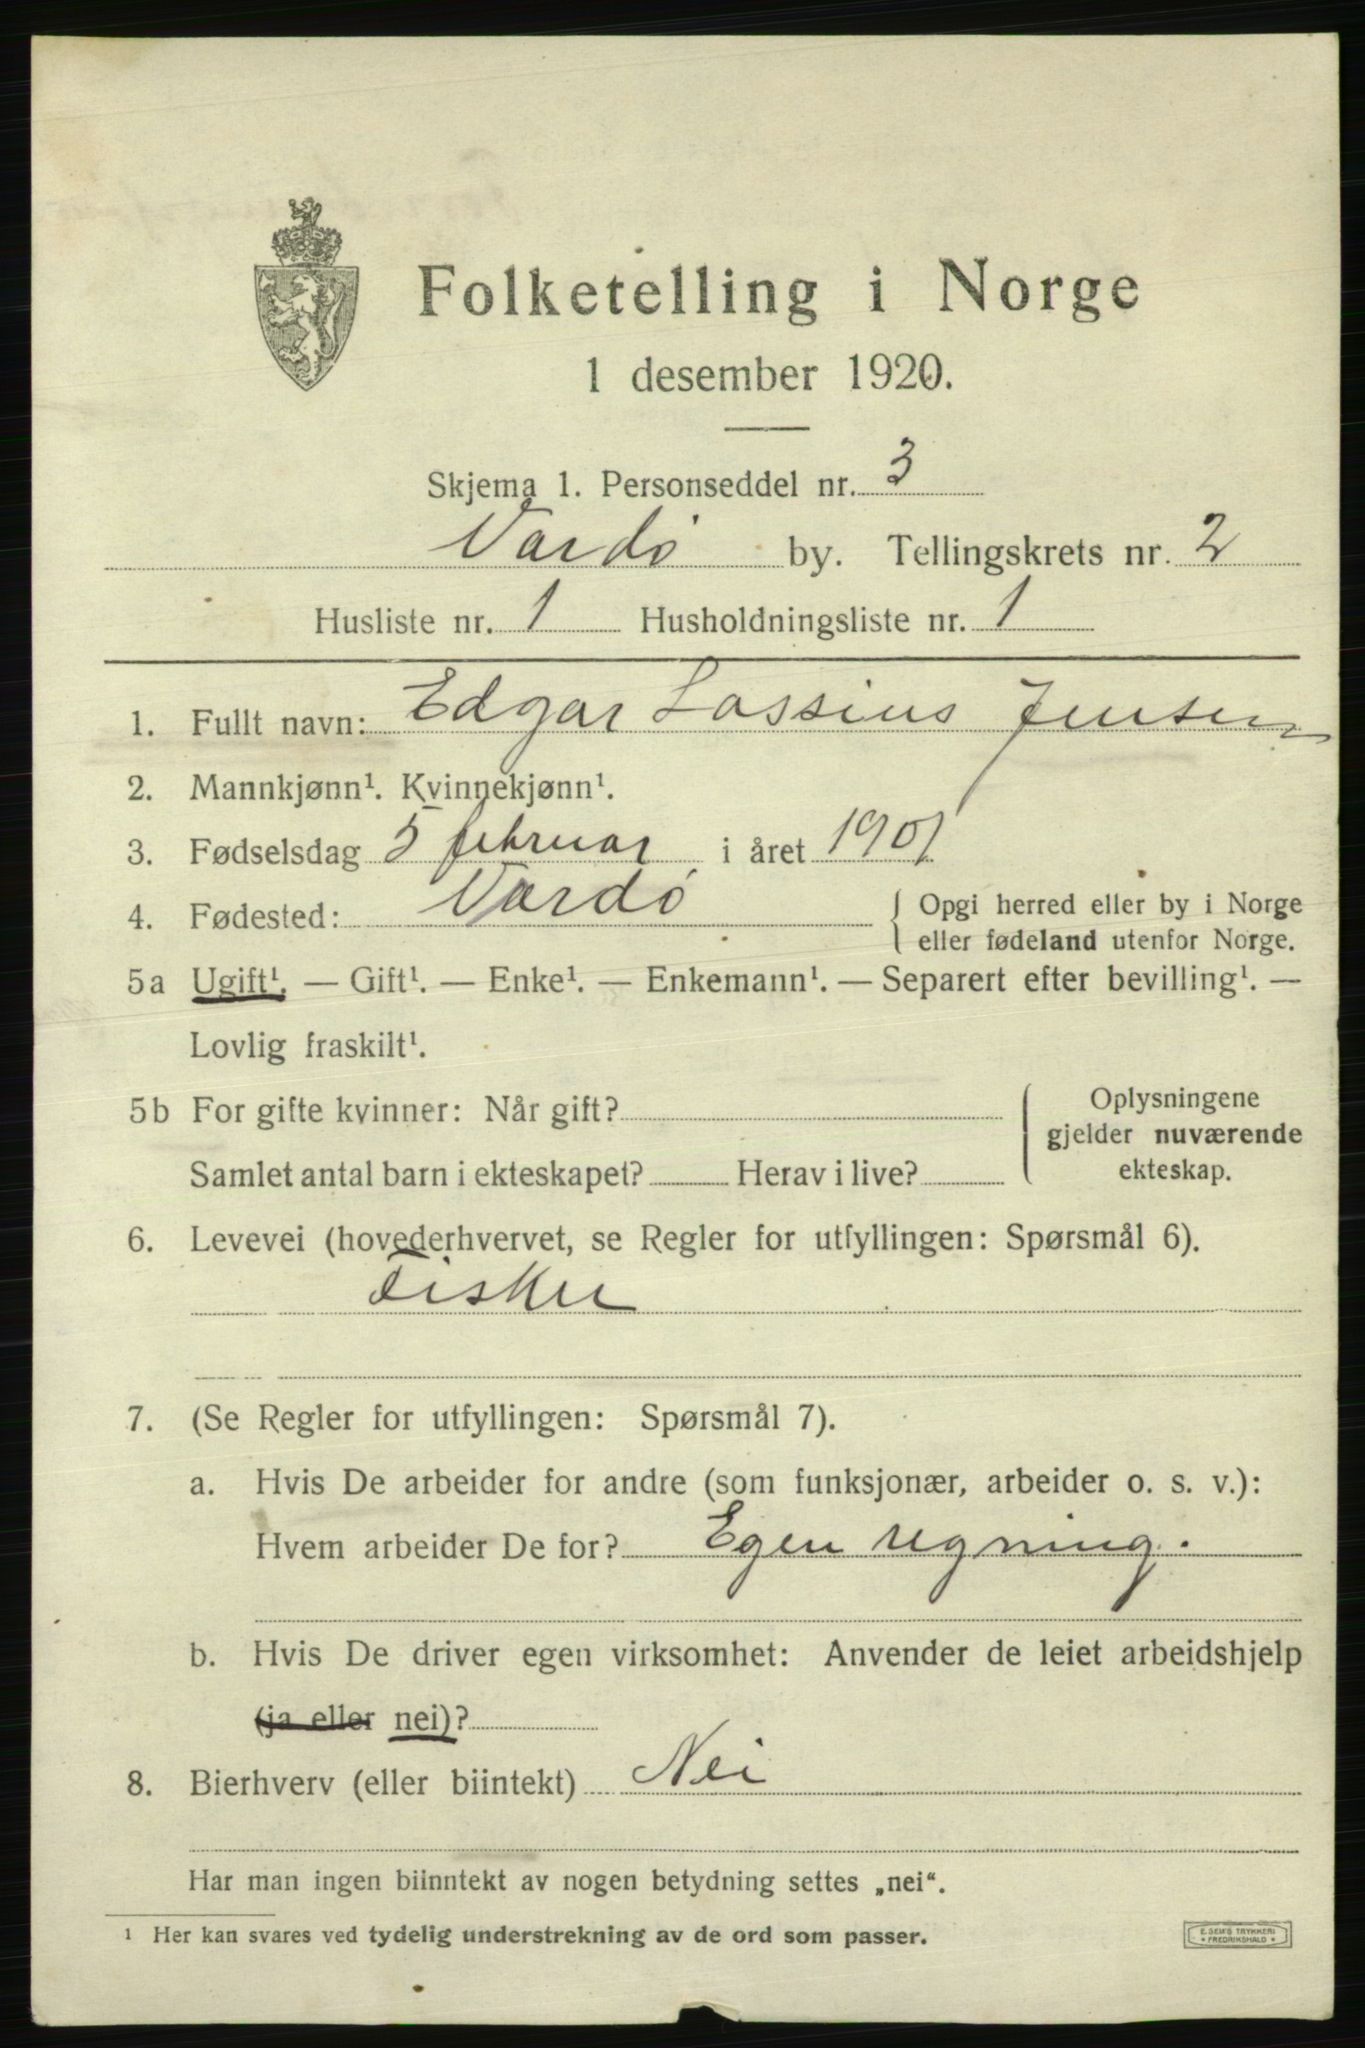 Folketelling i Norge
1 desember 1920.
Skjema 1. Personseddel nr. 3
Vardø by. Tellingskrets nr. 2
Husliste nr. 1 Husholdningsliste nr. 1
1. Fullt navn: Edgar Lassius Jensen
2. Mannkjønn¹. Kvinnekjønn¹.
3. Fødselsdag 5 februar i året 1901
4. Fødested: Vardø { Opgi herred eller by i Norge
eller fødeland utenfor Norge.
5a Ugift¹. — Gift¹. — Enke¹. — Enkemann¹. — Separert efter bevilling¹. —
Lovlig fraskilt¹.
5b For gifte kvinner: Når gift? { Oplysningene
gjelder nuværende
Samlet antal barn i ekteskapet? Herav i live? ekteskap.
6. Levevei (hovederhvervet, se Regler for utfyllingen: Spørsmål 6).
Fisker
7. (Se Regler for utfyllingen: Spørsmål 7).
a. Hvis De arbeider for andre (som funksjonær, arbeider o. s. v.):
Hvem arbeider De for? Egen regning.
b. Hvis De driver egen virksomhet: Anvender de leiet arbeidshjelp
(ja eller nei)?
8. Bierhverv (eller biintekt) Nei
Har man ingen biinntekt av nogen betydning settes „nei“.
¹ Her kan svares ved tydelig understrekning av de ord som passer.
E. SEM'S TRYKKERI
* FREDRIKSHALD *